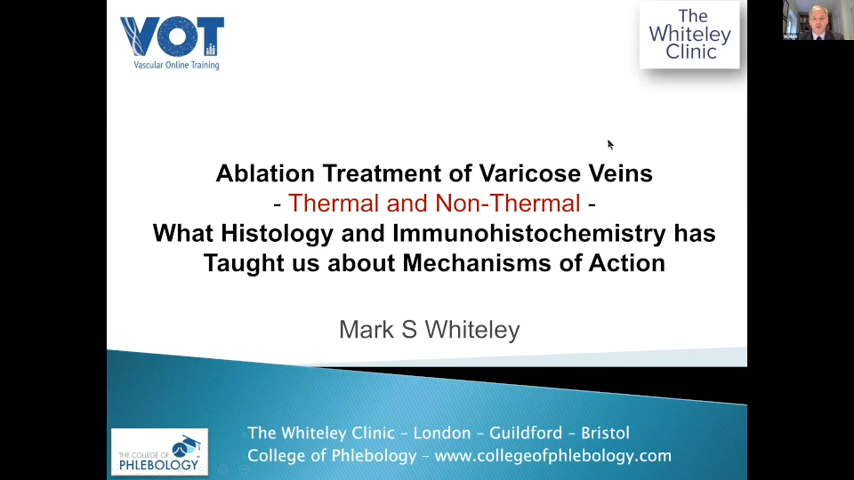 VOT
Vascular Online Training
The
Whiteley
Clinic
Ablation Treatment of Varicose Veins
- Thermal and Non-Thermal -
What Histology and Immunohistochemistry has
Taught us about Mechanisms of Action
Mark S Whiteley
The Whiteley Clinic – London – Guildford – Bristol
College of Phlebology – www.collegeofphlebology.com
THE COLLEGE OF
PHLEBOLOGY